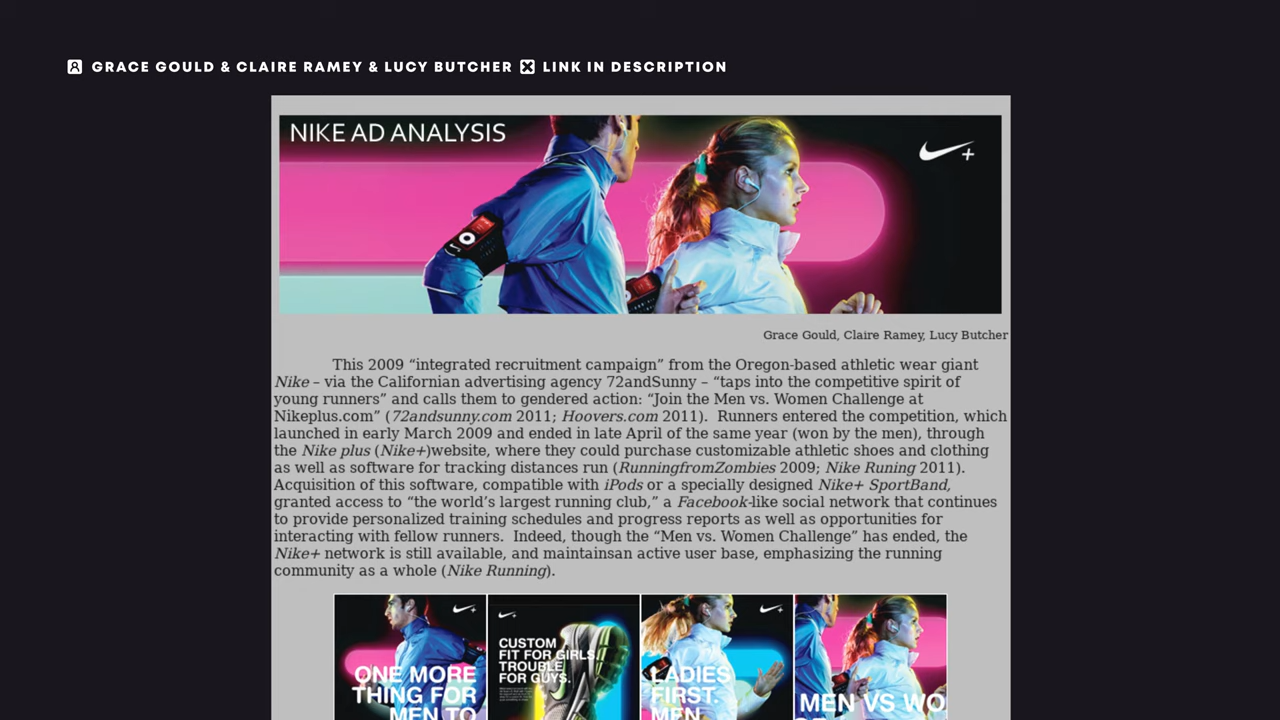 GRACE GOULD & CLAIRE RAMEY & LUCY BUTCHER LINK IN DESCRIPTION
NIKE AD ANALYSIS
Grace Gould, Claire Ramey, Lucy Butcher
This 2009 “integrated recruitment campaign” from the Oregon-based athletic wear giant
Nike – via the Californian advertising agency 72andSunny – “taps into the competitive spirit of
young runners” and calls them to gendered action: “Join the Men vs. Women Challenge at
Nikeplus.com” (72andsunny.com 2011; Hoovers.com 2011). Runners entered the competition, which
launched in early March 2009 and ended in late April of the same year (won by the men), through
the Nike plus (Nike+)website, where they could purchase customizable athletic shoes and clothing
as well as software for tracking distances run (RunningfromZombies 2009; Nike Runing 2011).
Acquisition of this software, compatible with iPods or a specially designed Nike+ SportBand,
granted access to “the world’s largest running club,” a Facebook-like social network that continues
to provide personalized training schedules and progress reports as well as opportunities for
interacting with fellow runners. Indeed, though the “Men vs. Women Challenge” has ended, the
Nike+ network is still available, and maintainsan active user base, emphasizing the running
community as a whole (Nike Running).
ONE MORE
THING FOR
MEN TO
CUSTOM
FIT FOR GIRLS.
TROUBLE
FOR GUYS.
LADIES
FIRST.
MEN
MEN VS WO